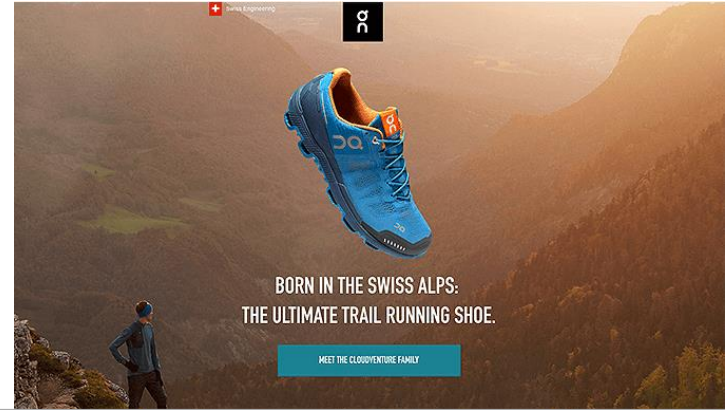 Swiss Engineering
BORN IN THE SWISS ALPS:
THE ULTIMATE TRAIL RUNNING SHOE.
MEET THE CLOUDVENTURE FAMILY